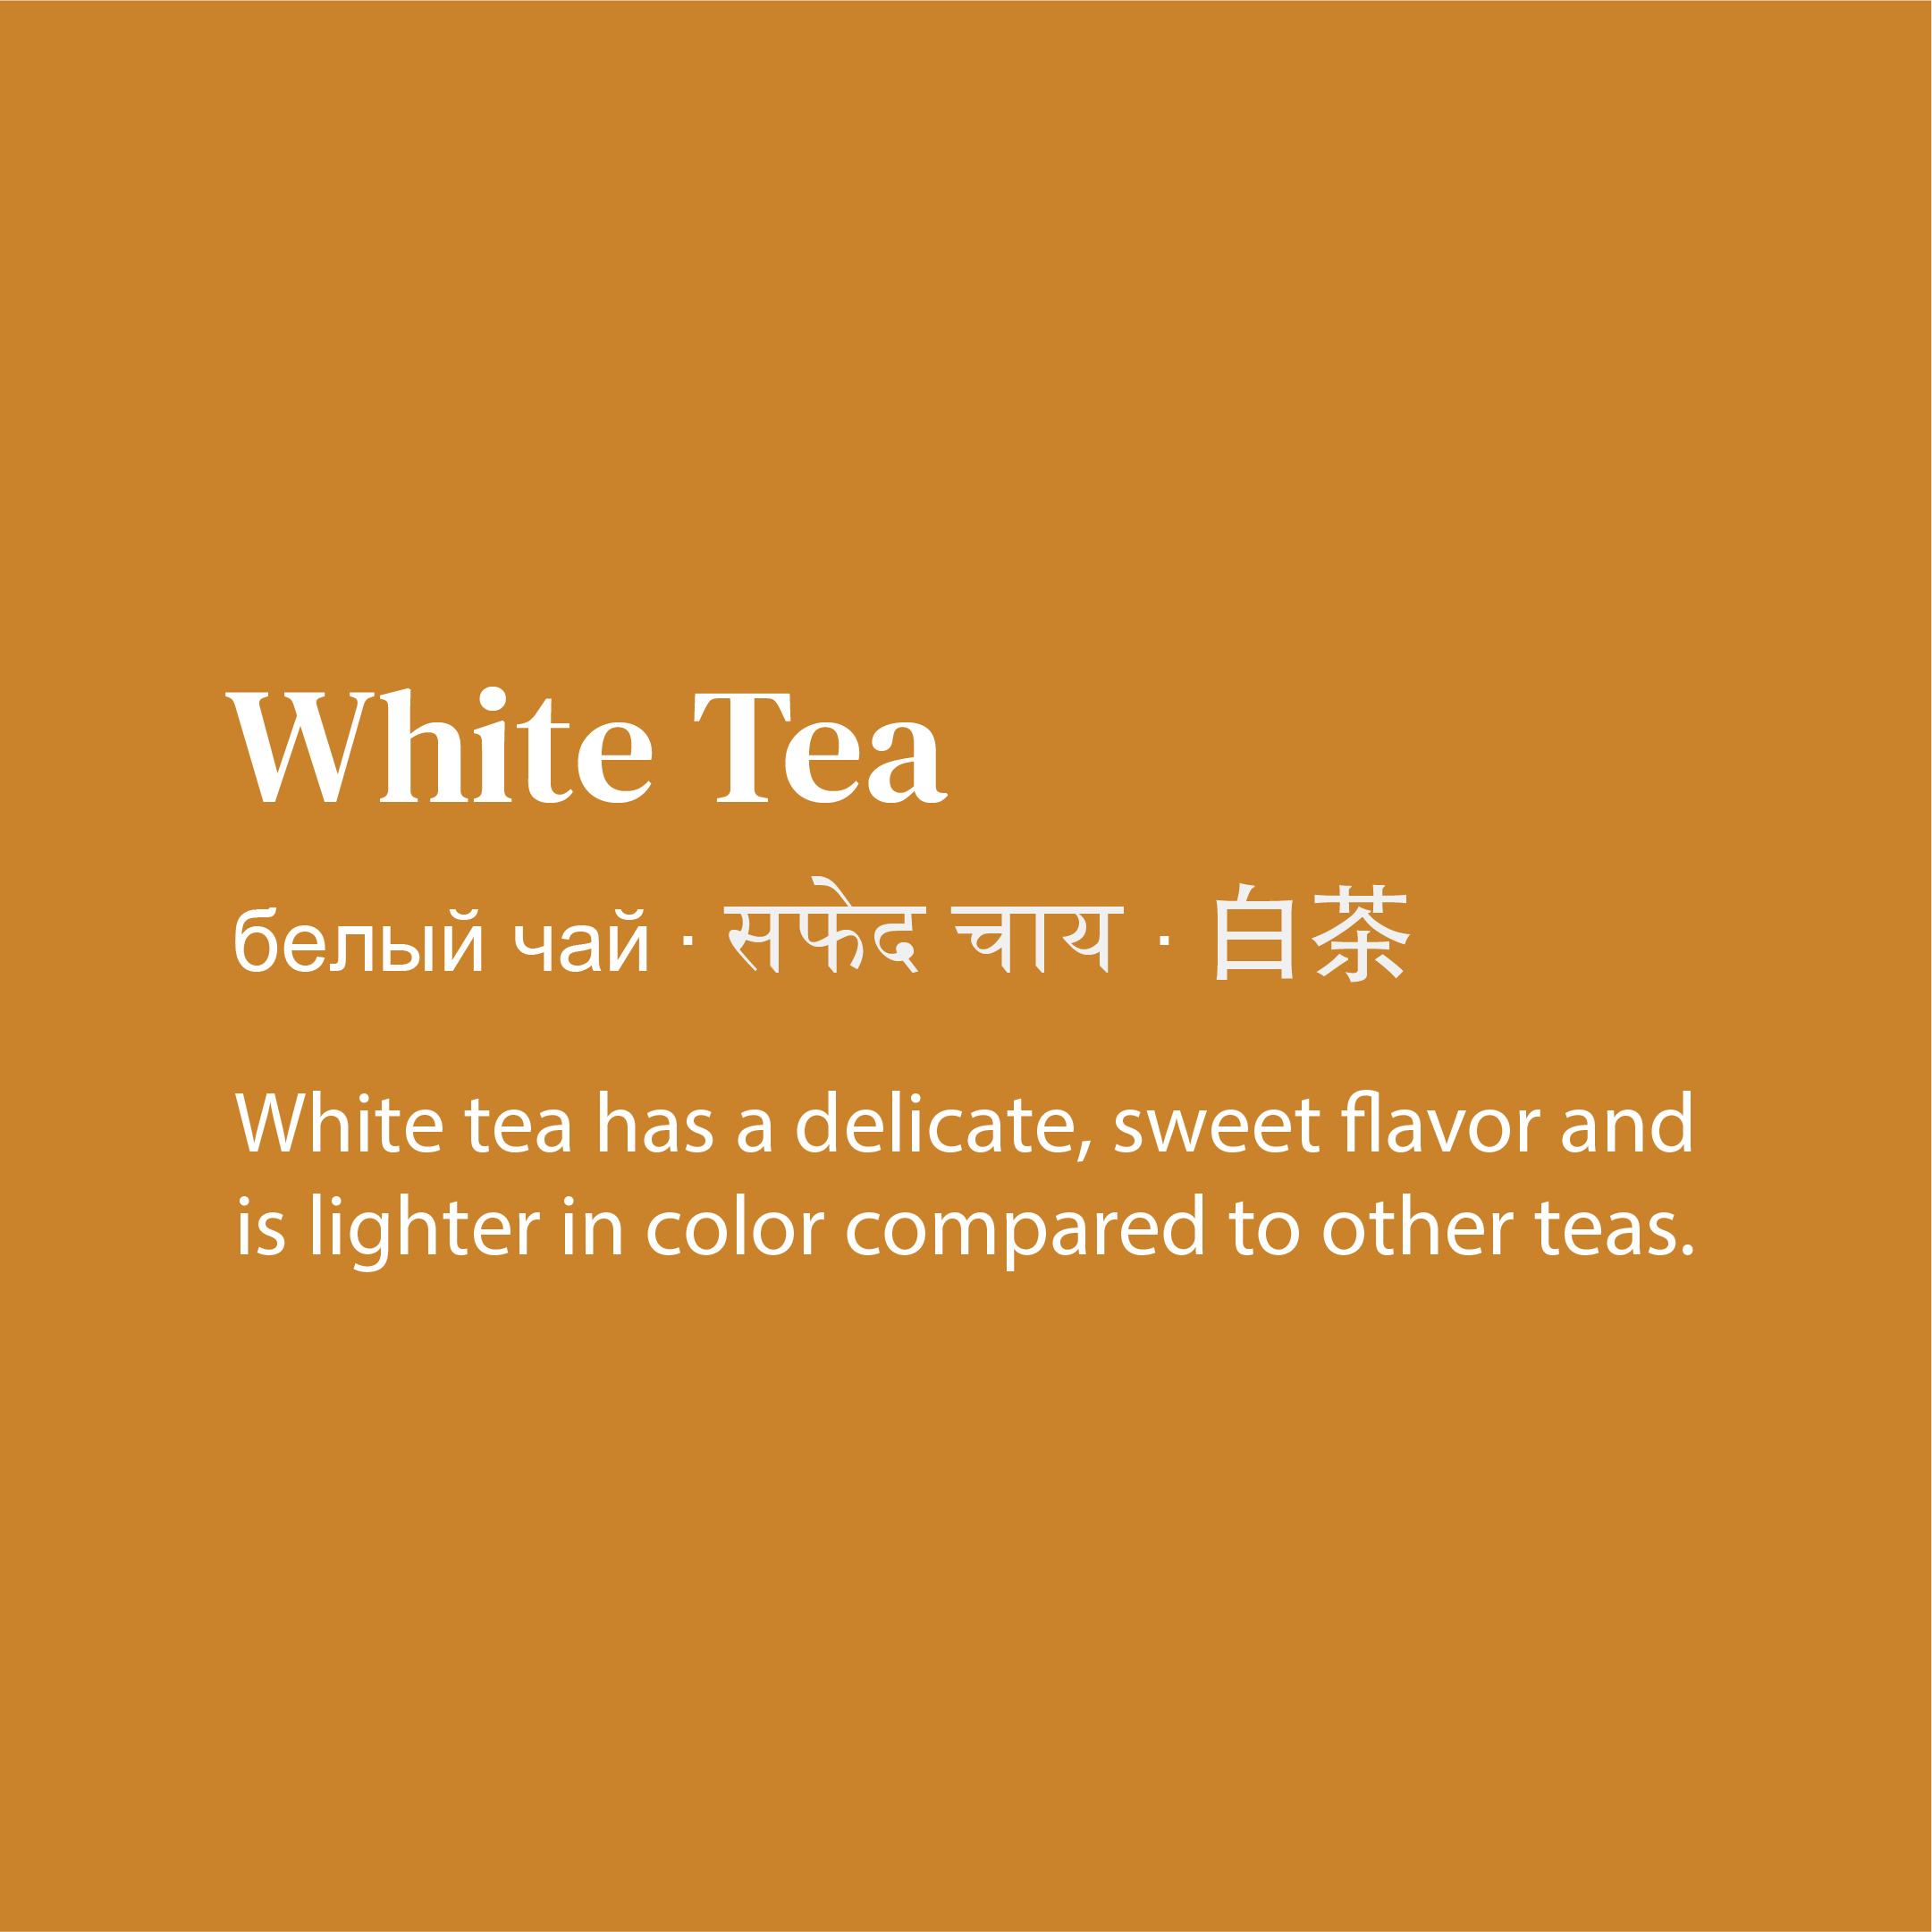 White Tea
белый чай · सफेद चाय · 白茶
White tea has a delicate, sweet flavor and
is lighter in color compared to other teas.